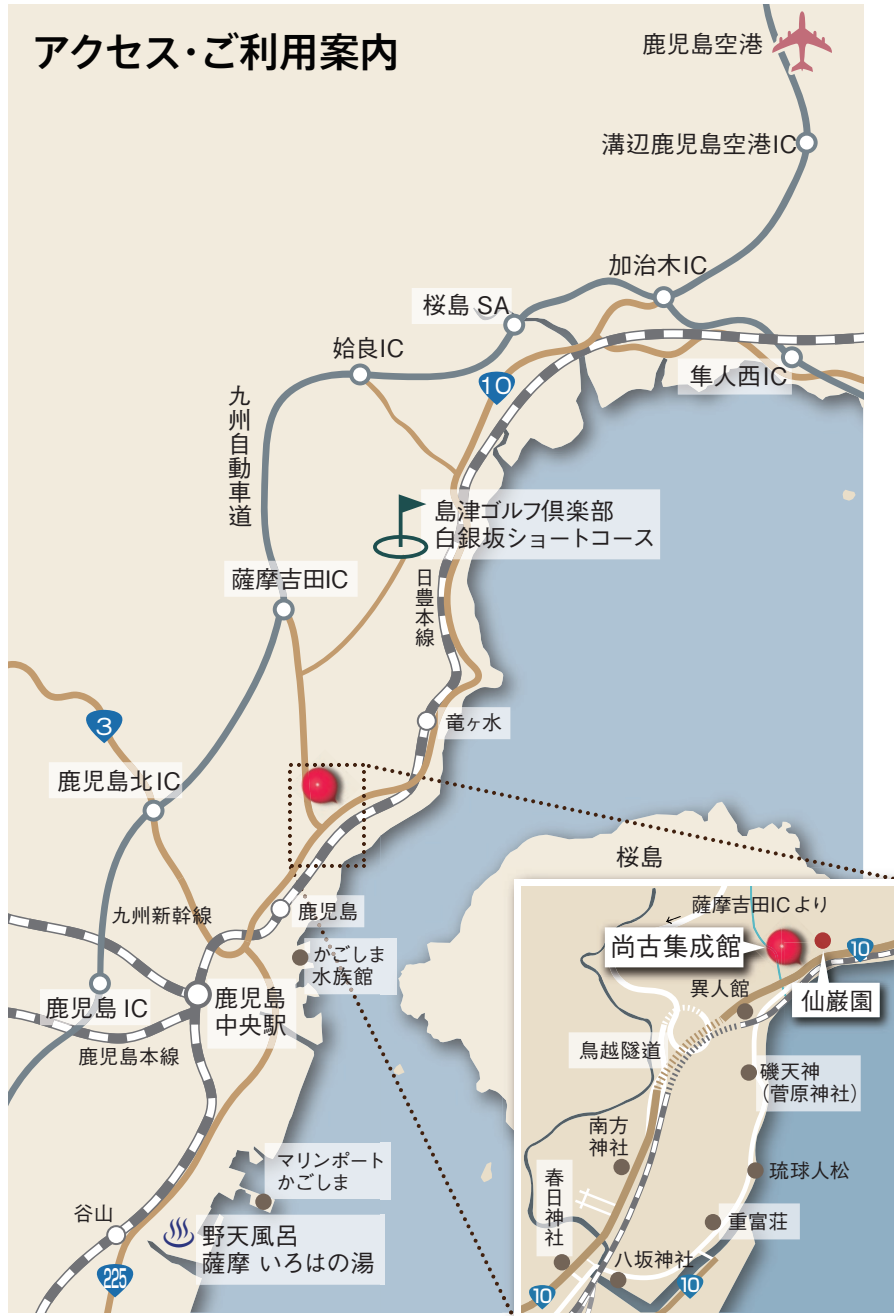 アクセス・ご利用案内
鹿児島空港
溝辺鹿児島空港IC
加治木IC
桜島 SA
姶良IC
隼人西IC
10
九州自動車道
島津ゴルフ倶楽部
白銀坂ショートコース
薩摩吉田IC
日豊本線
3
竜ヶ水
鹿児島北IC
九州新幹線
鹿児島
かごしま
水族館
鹿児島 IC
鹿児島
中央駅
鹿児島本線
マリンポート
かごしま
谷山
野天風呂
薩摩 いろはの湯
225
桜島
薩摩吉田ICより
尚古集成館
10
仙巌園
異人館
鳥越隧道
磯天神
(菅原神社)
南方
神社
琉球人松
春日神社
重富荘
八坂神社
10
10